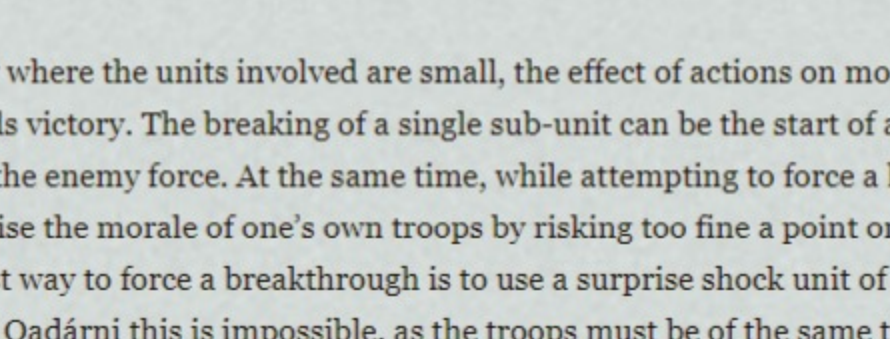 where the units involved are small, the effect of actions on mo
ls victory. The breaking of a single sub-unit can be the start of a
the enemy force. At the same time, while attempting to force a
ise the morale of one’s own troops by risking too fine a point on
t way to force a breakthrough is to use a surprise shock unit of
Qadárni this is impossible, as the troops must be of the same t